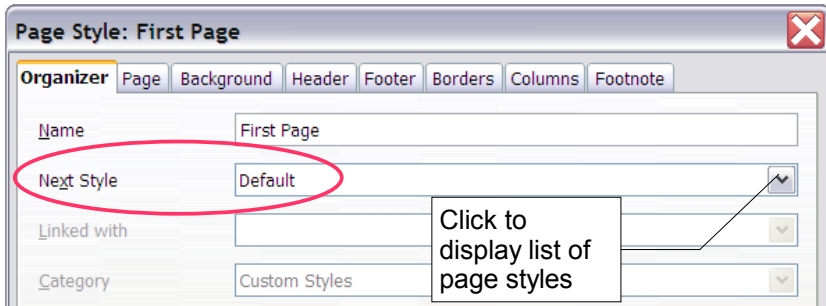 Page Style: First Page
Organizer Page Background Header Footer Borders Columns Footnote
Name First Page
Next Style Default
Linked with
Category Custom Styles
Click to
display list of
page styles